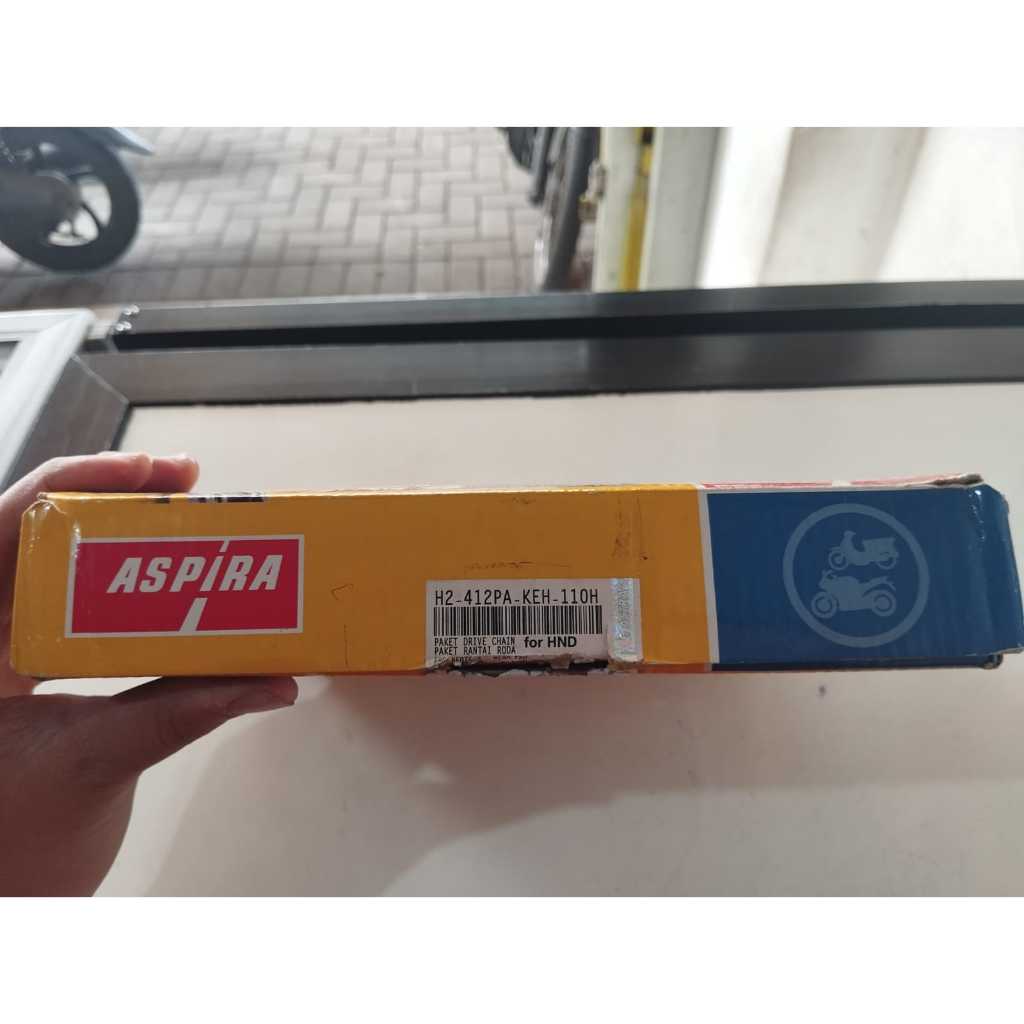 ASPIRA
H2-412PA-KEH-110H
PAKET DRIVE CHAIN
PAKET RANTAI RODA for HND